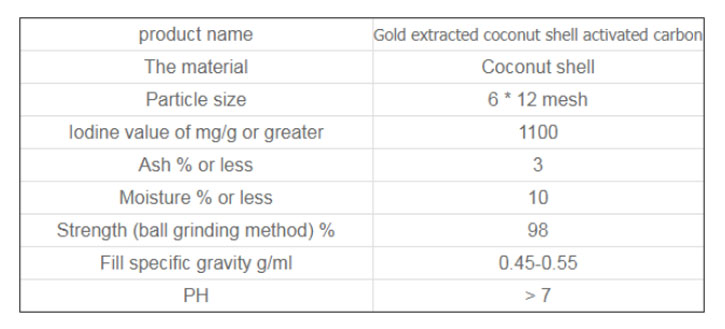 product name Gold extracted coconut shell activated carbon
The material Coconut shell
Particle size 6 * 12 mesh
Iodine value of mg/g or greater 1100
Ash % or less 3
Moisture % or less 10
Strength (ball grinding method) % 98
Fill specific gravity g/ml 0.45-0.55
PH > 7